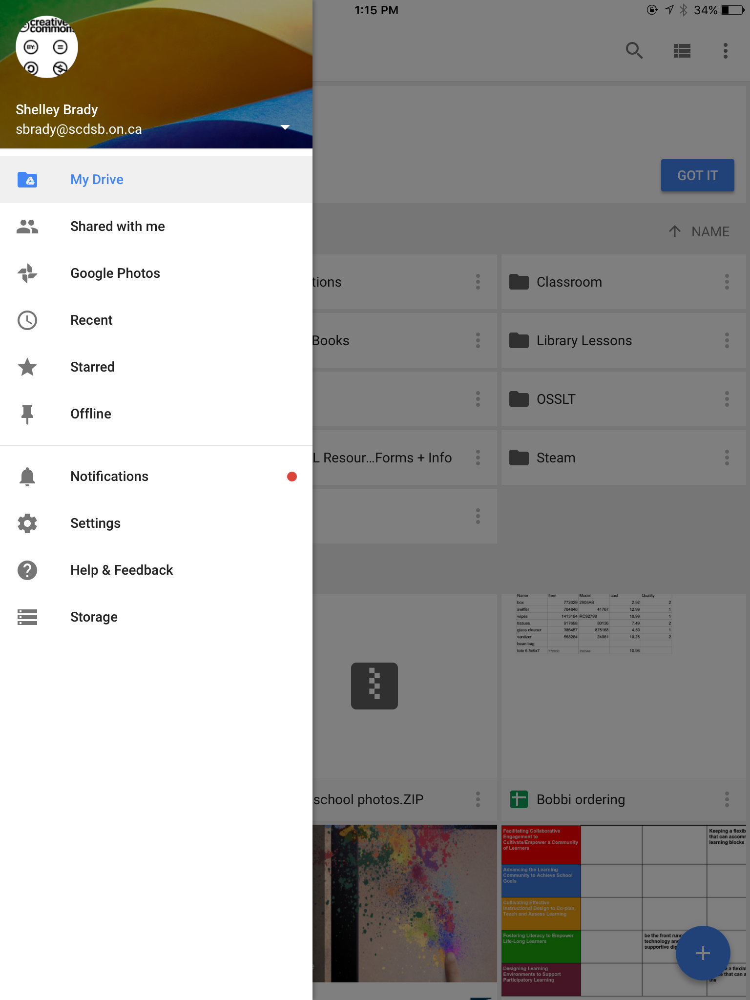 1:15 PM
34%
creative
commons
BY:
=
$
Shelley Brady
sbrady@scdsb.on.ca
My Drive
Shared with me
Google Photos
Recent
Starred
Offline
Notifications
Settings
Help & Feedback
Storage
GOT IT
NAME
tions
Classroom
Books
Library Lessons
OSSLT
L Resour...Forms + Info
Steam
Name Item Model cost Quality
box 772029 2905AB 2.92 2
swiffer 704840 41767 12.99 1
wipes 1413194 RC92798 10.99 1
tissues 917698 80136 7.49 2
glass cleaner 386467 875168 4.59 1
santizer 658284 24081 10.25 2
bean bag
tote 6.5x9x7 772030 2905AH 10.96
school photos.ZIP
Bobbi ordering
Facilitating Collaborative
Engagement to
Cultivate/Empower a Community
of Learners
Keeping a flexib
that can accomm
learning blocks
Advancing the Learning
Community to Achieve School
Goals
Cultivating Effective
Instructional Design to Co-plan,
Teach and Assess Learning
Fostering Literacy to Empower
Life-Long Learners
be the front runn
technology and
supportive dig
Designing Learning
Environments to Support
Participatory Learning
e a flexibl
e that can a
the